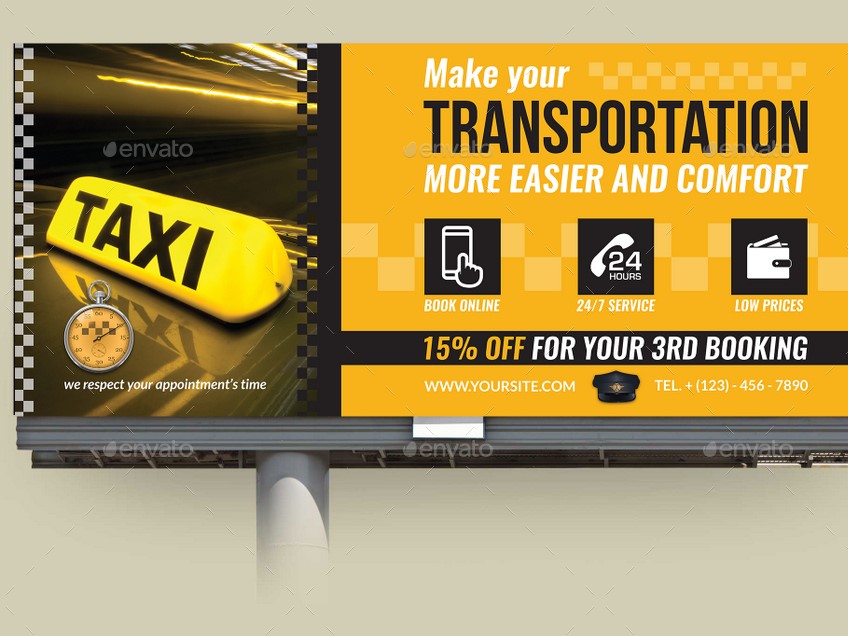 TAXI
we respect your appointment's time
Make your
TRANSPORTATION
MORE EASIER AND COMFORT
24
HOURS
BOOK ONLINE
24/7 SERVICE
LOW PRICES
15% OFF FOR YOUR 3RD BOOKING
WWW.YOURSITE.COM
TEL. + (123) - 456 - 7890
envato
envato
envato
envato
envato
envato